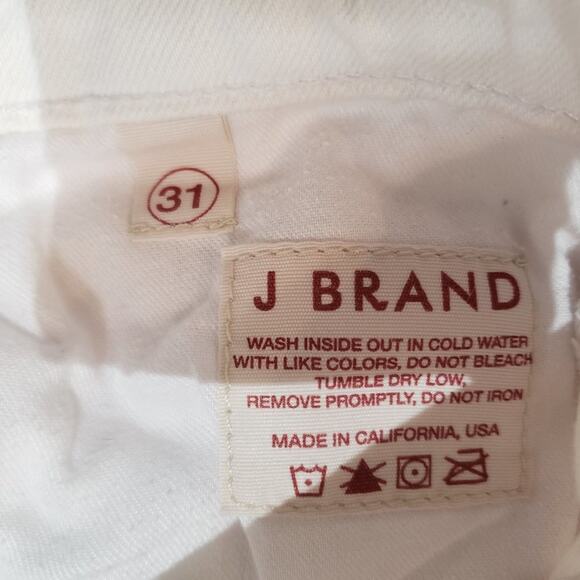 31
J BRAND
WASH INSIDE OUT IN COLD WATER
WITH LIKE COLORS, DO NOT BLEACH
TUMBLE DRY LOW,
REMOVE PROMPTLY, DO NOT IRON
MADE IN CALIFORNIA, USA